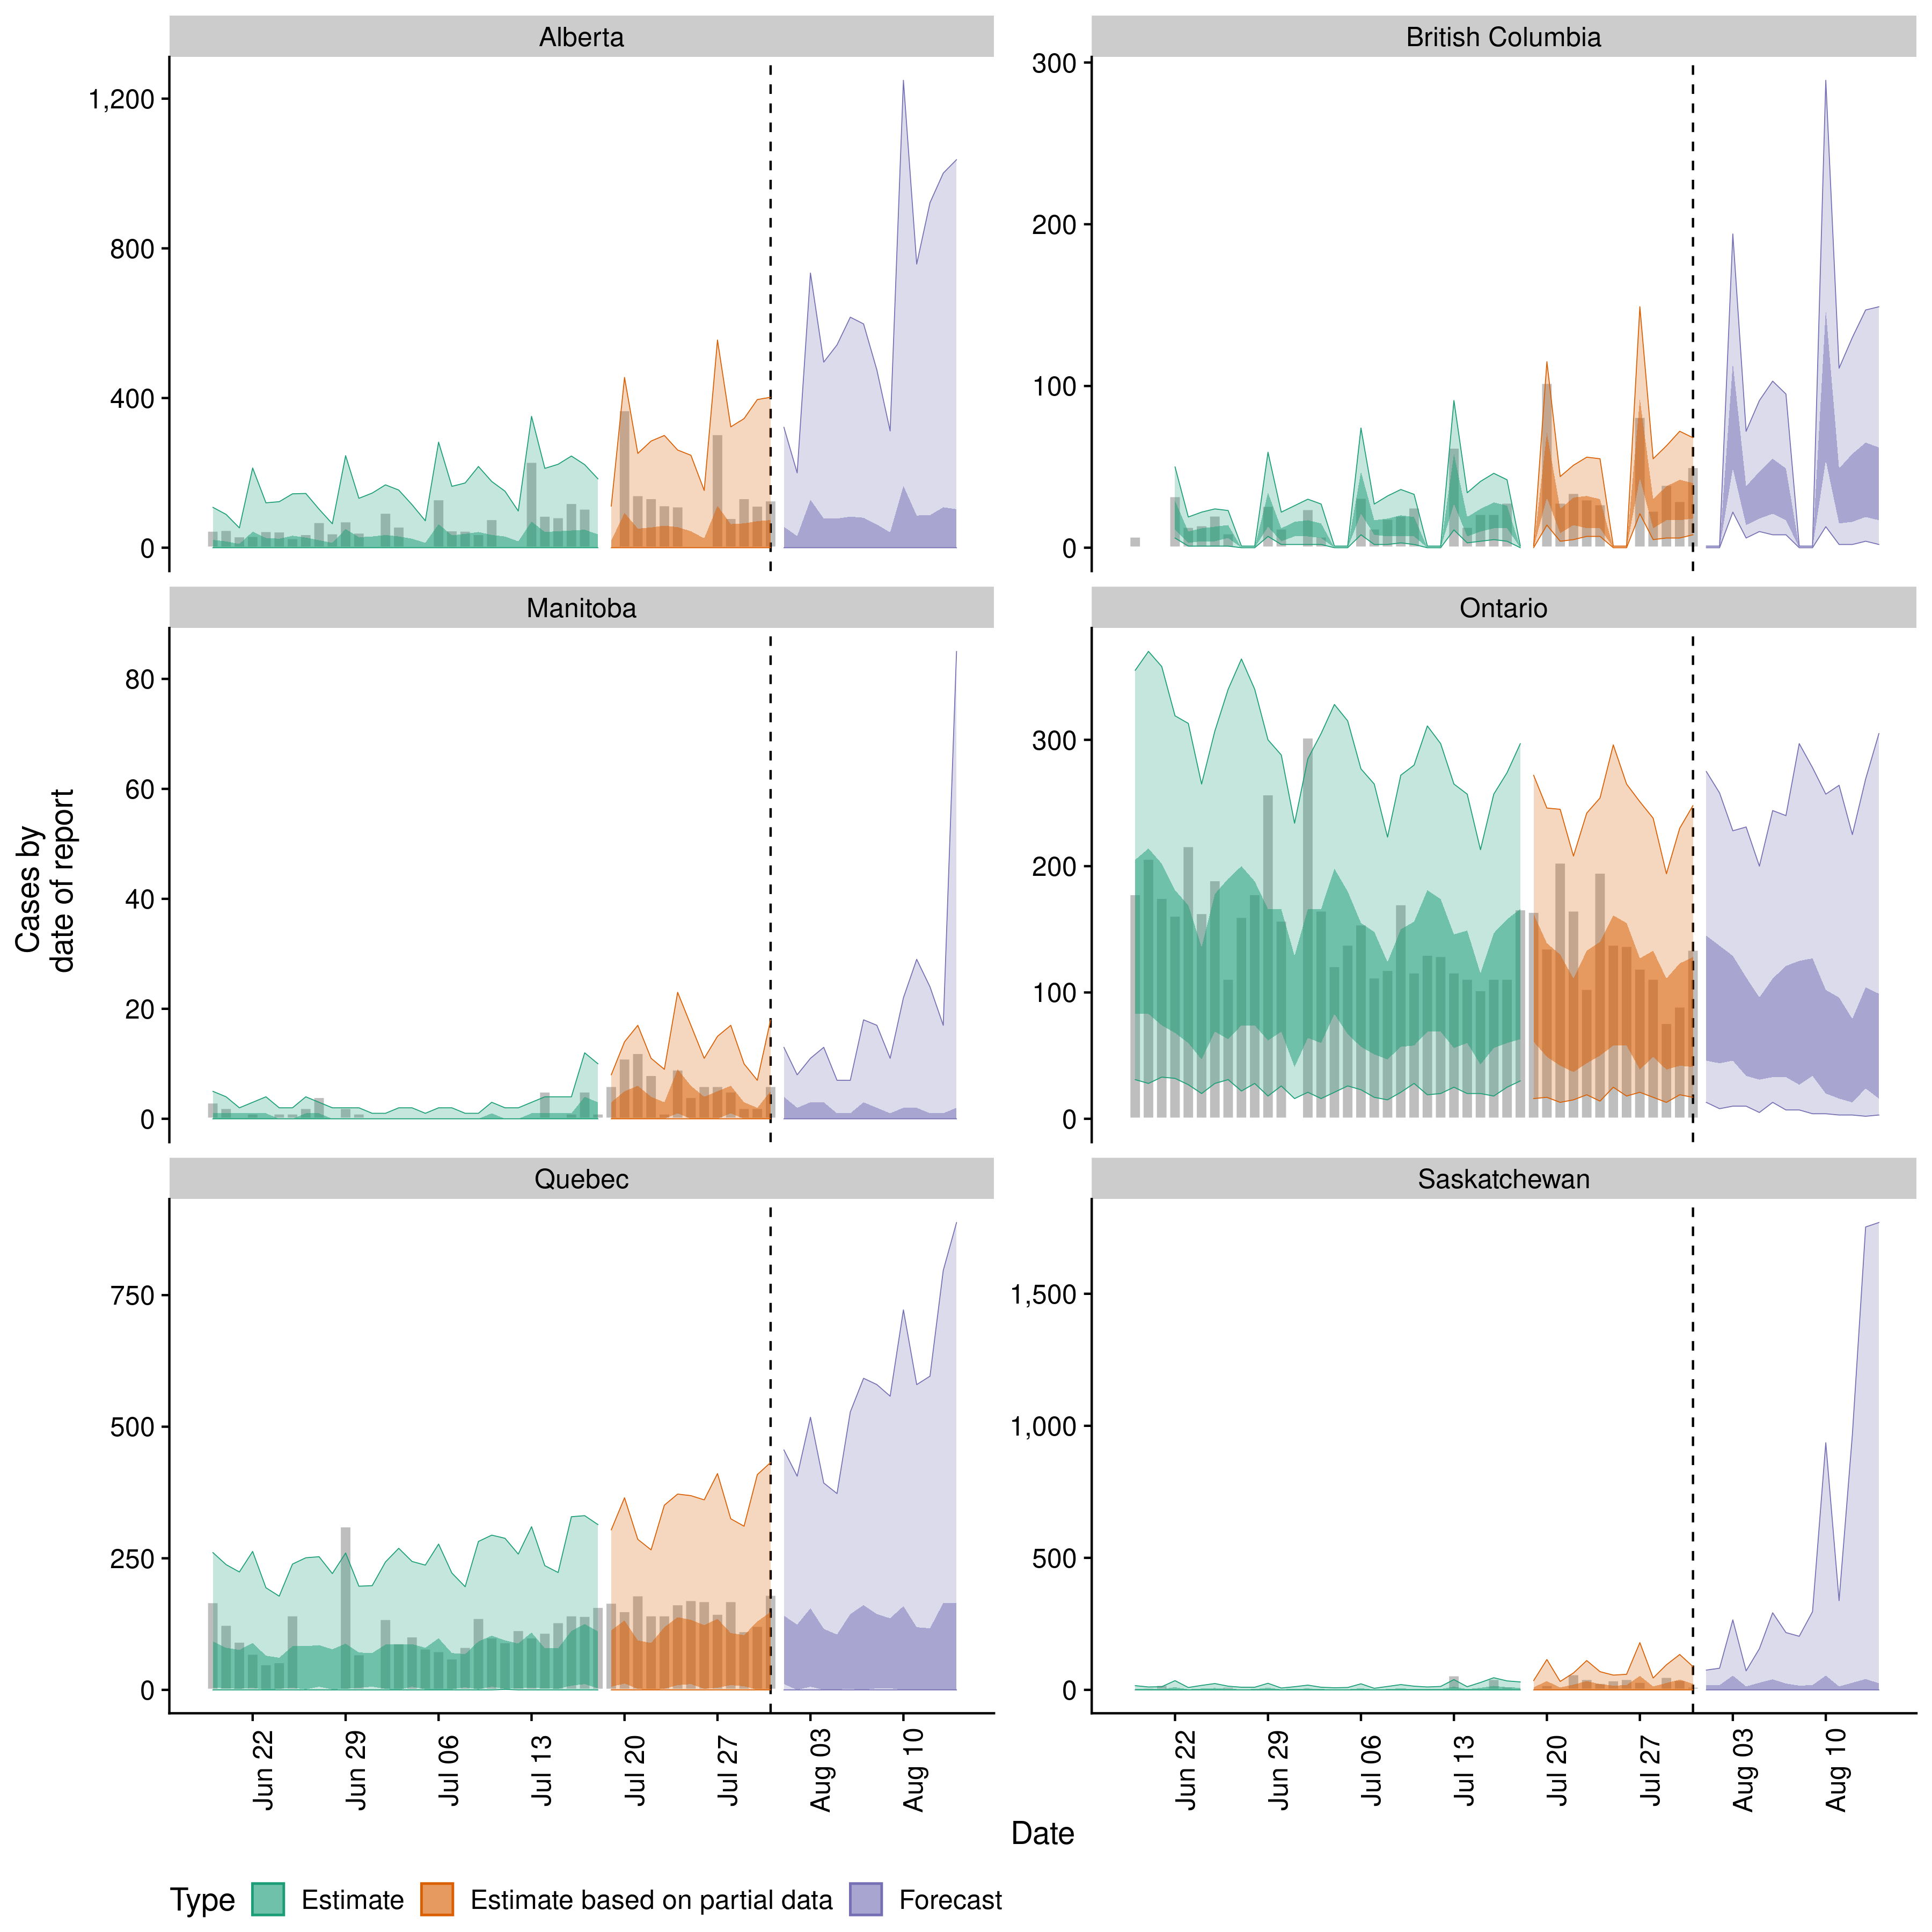 Alberta
British Columbia
1,200
800
400
0
300
200
100
0
Manitoba
Ontario
80
60
40
20
0
300
200
100
0
Cases by
date of report
Quebec
Saskatchewan
750
500
250
0
1,500
1,000
500
0
Jun 22
Jun 29
Jul 06
Jul 13
Jul 20
Jul 27
Aug 03
Aug 10
Jun 22
Jun 29
Jul 06
Jul 13
Jul 20
Jul 27
Aug 03
Aug 10
Date
Type Estimate Estimate based on partial data Forecast